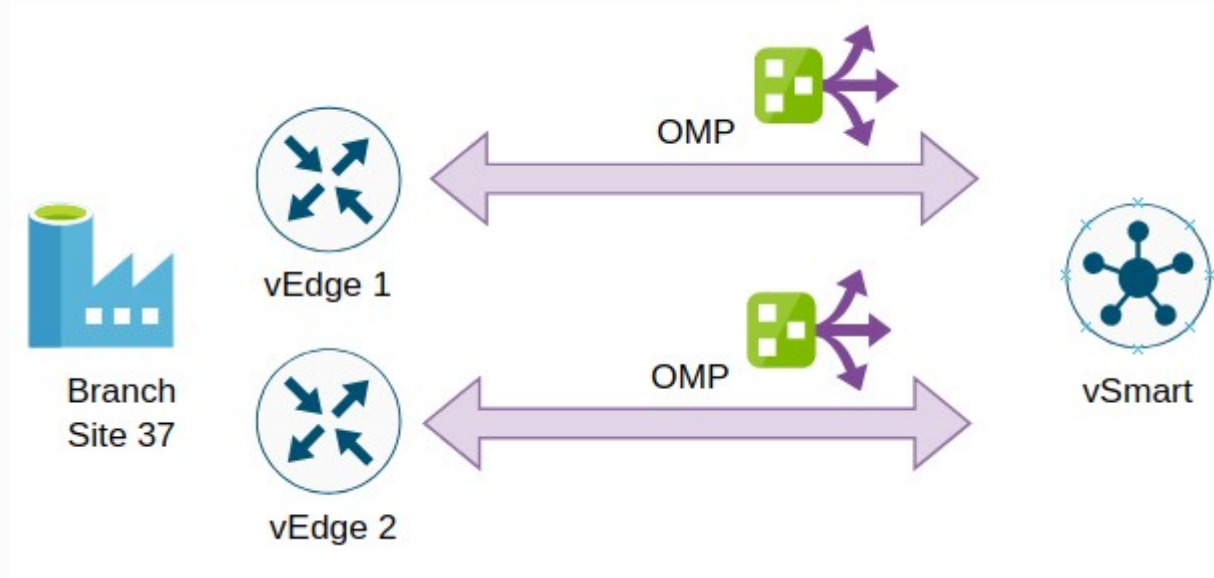 OMP
vEdge 1
Branch
Site 37
OMP
vSmart
vEdge 2